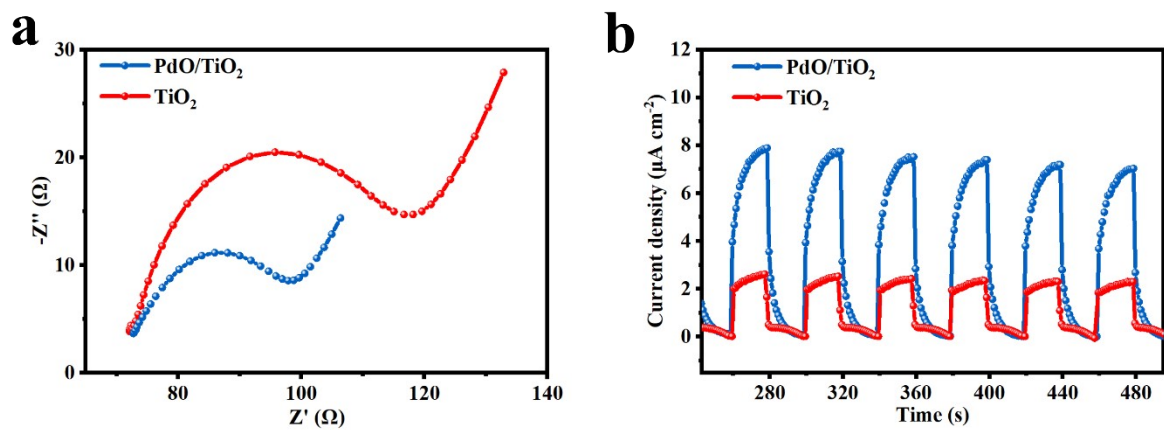 a
30
20
10
0
-Z" (Ω)
PdO/TiO₂
TiO₂
80 100 120 140
Z' (Ω)
b
12
10
8
6
4
2
0
Current density (μA cm⁻²)
PdO/TiO₂
TiO₂
280 320 360 400 440 480
Time (s)